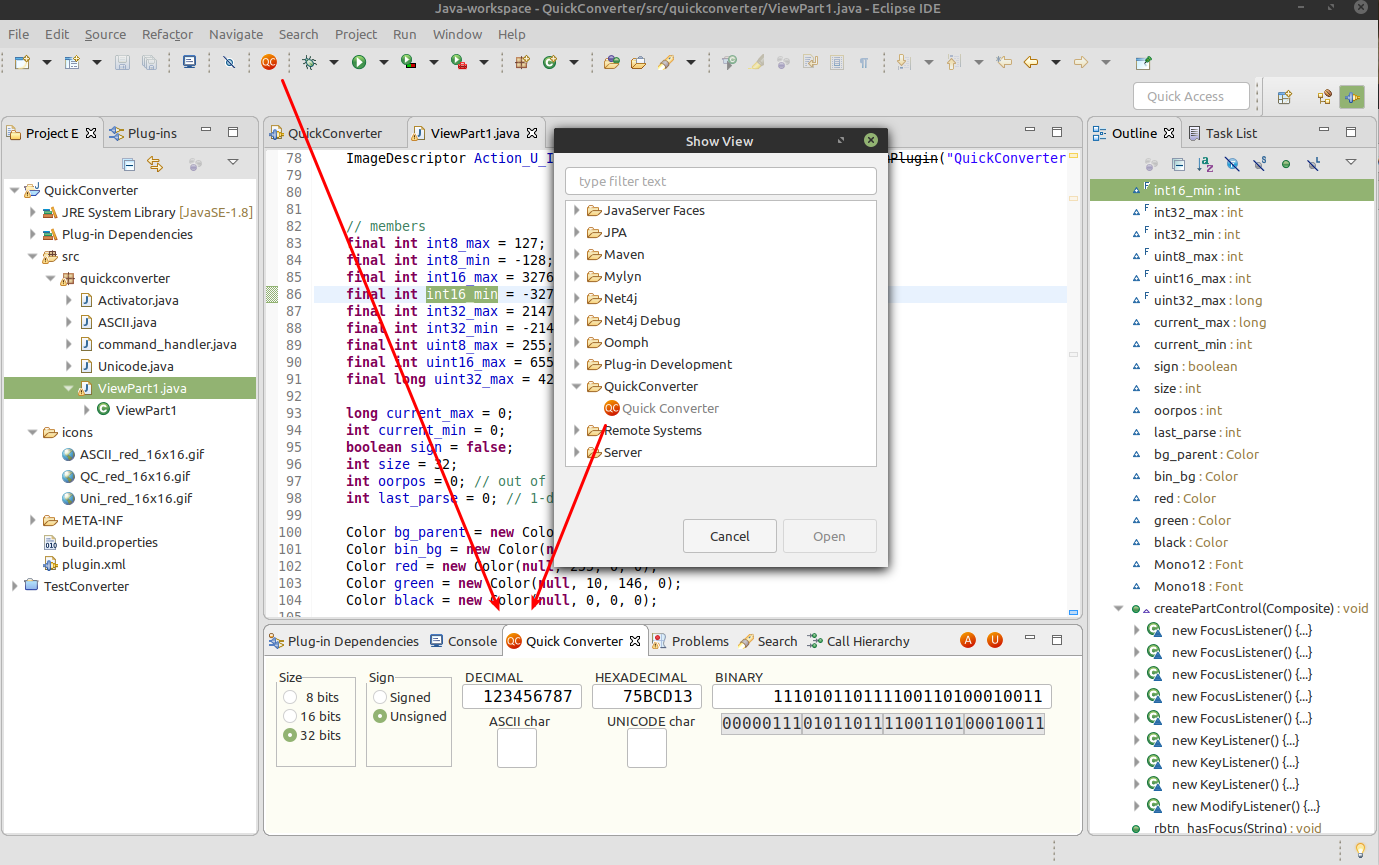 Java-workspace - QuickConverter/src/quickconverter/ViewPart1.java - Eclipse IDE
File Edit Source Refactor Navigate Search Project Run Window Help
QC
Quick Access
Project E Plug-ins
QuickConverter
JRE System Library [JavaSE-1.8]
Plug-in Dependencies
src
quickconverter
Activator.java
ASCII.java
command_handler.java
Unicode.java
ViewPart1.java
ViewPart1
icons
ASCII_red_16x16.gif
QC_red_16x16.gif
Uni_red_16x16.gif
META-INF
build.properties
plugin.xml
TestConverter
QuickConverter ViewPart1.java
78 ImageDescriptor Action_U_I Plugin("QuickConverter
79
80
81
82 // members
83 final int int8_max = 127;
84 final int int8_min = -128;
85 final int int16_max = 3276
86 final int int16_min = -327
87 final int int32_max = 2147
88 final int int32_min = -214
89 final int uint8_max = 255;
90 final int uint16_max = 655
91 final long uint32_max = 42
92
93 long current_max = 0;
94 int current_min = 0;
95 boolean sign = false;
96 int size = 32;
97 int oorpos = 0; // out of
98 int last_parse = 0; // 1-d
99
100 Color bg_parent = new Colo
101 Color bin_bg = new Color(n
102 Color red = new Color(null, 255, 0, 0);
103 Color green = new Color(null, 10, 146, 0);
104 Color black = new Color(null, 0, 0, 0);
105
Show View
type filter text
JavaServer Faces
JPA
Maven
Mylyn
Net4j
Net4j Debug
Oomph
Plug-in Development
QuickConverter
QC Quick Converter
Remote Systems
Server
Cancel Open
Plug-in Dependencies Console QC Quick Converter Problems Search Call Hierarchy A U
Size Sign DECIMAL HEXADECIMAL BINARY
8 bits Signed 123456787 75BCD13 111010110111100110100010011
16 bits Unsigned ASCII char UNICODE char 00000111 01011011 11001101 00010011
32 bits
Outline Task List
int16_min : int
int32_max : int
int32_min : int
uint8_max : int
uint16_max : int
uint32_max : long
current_max : long
current_min : int
sign : boolean
size : int
oorpos : int
last_parse : int
bg_parent : Color
bin_bg : Color
red : Color
green : Color
black : Color
Mono12 : Font
Mono18 : Font
createPartControl(Composite) : void
new FocusListener() {...}
new FocusListener() {...}
new FocusListener() {...}
new FocusListener() {...}
new FocusListener() {...}
new KeyListener() {...}
new KeyListener() {...}
new KeyListener() {...}
new ModifyListener() {...}
rbtn_hasFocus(String) : void